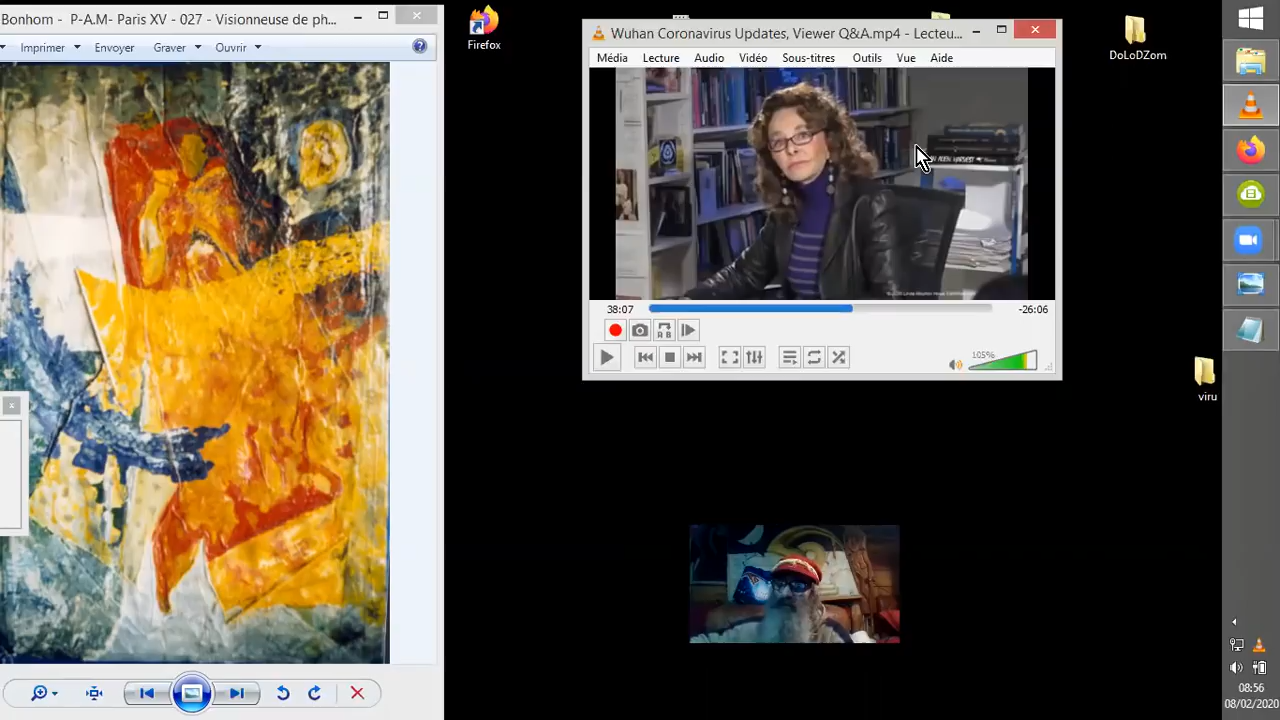 Bonhom - P-A.M- Paris XV - 027 - Visionneuse de ph...
Imprimer Envoyer Graver Ouvrir
Firefox
Wuhan Coronavirus Updates, Viewer Q&A.mp4 - Lecteu...
Média Lecture Audio Vidéo Sous-titres Outils Vue Aide
38:07
-26:06
105%
DoLoDZom
viru
08:56
08/02/2020